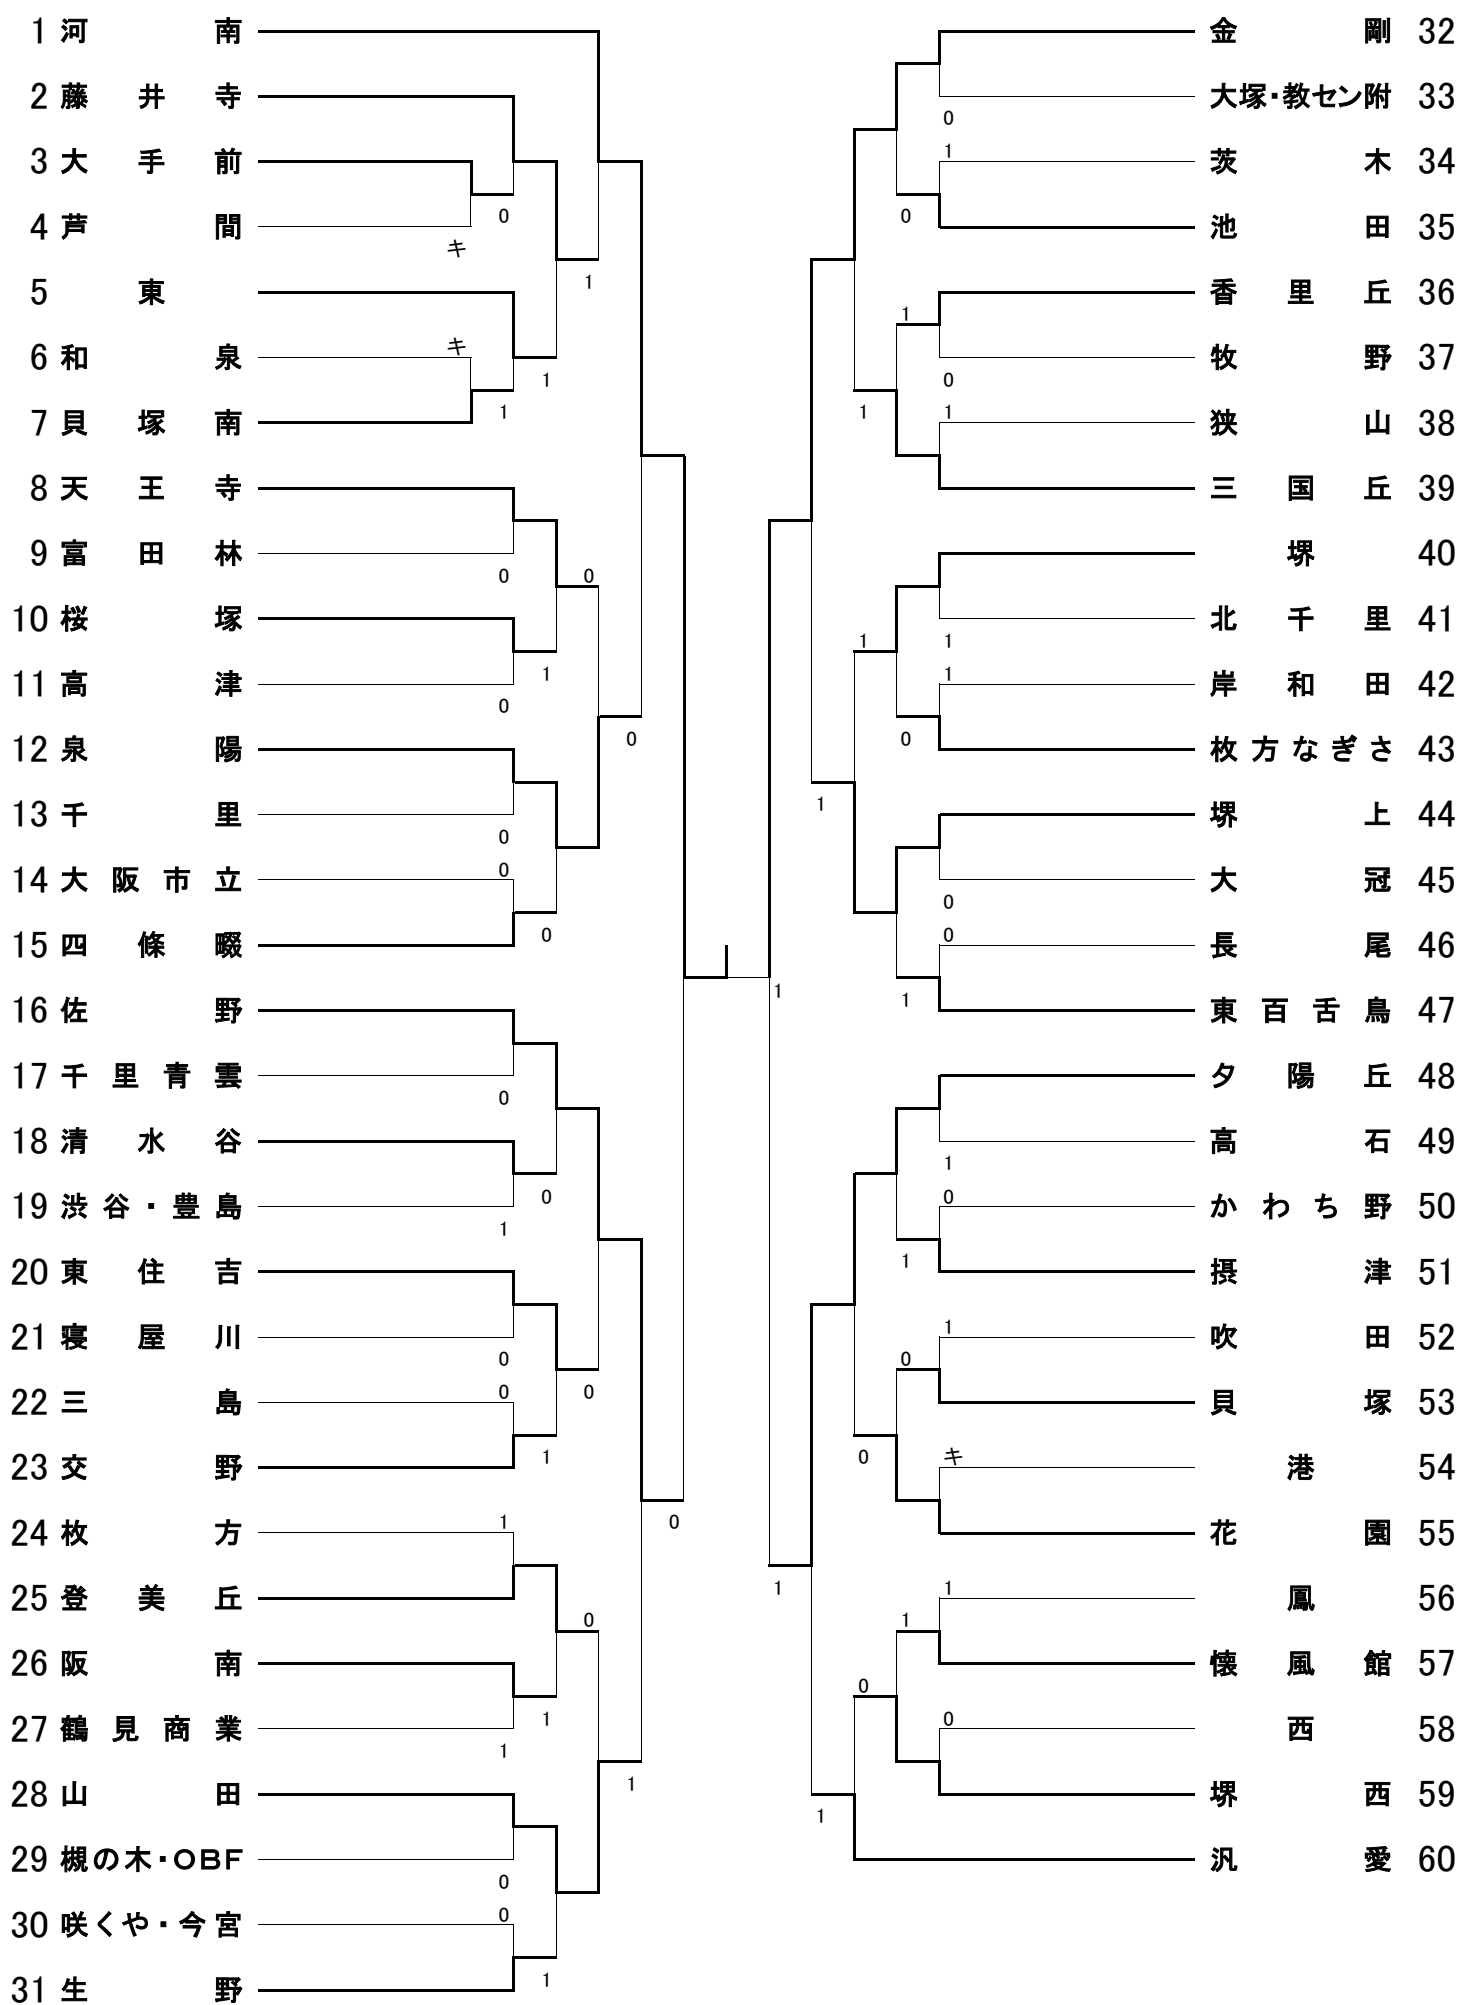 1 河南
2 藤井寺
3 大手前
0
4 芦間
キ
5 東
1
6 和泉
キ
1
7 貝塚南
1
8 天王寺
9 富田林
0
0
10 桜塚
11 高津
1
0
12 泉陽
0
13 千里
0
14 大阪市立
0
15 四條畷
0
16 佐野
17 千里青雲
0
18 清水谷
19 渋谷・豊島
0
1
20 東住吉
21 寝屋川
0
22 三島
0
0
23 交野
1
24 枚方
1
0
25 登美丘
0
26 阪南
27 鶴見商業
1
1
28 山田
1
29 槻の木・OBF
0
30 咲くや・今宮
0
31 生野
1
金剛 32
大塚・教セン附 33
0
1
茨木 34
池田 35
0
香里丘 36
1
牧野 37
0
1
1
狭山 38
三国丘 39
堺 40
北千里 41
1
1
1
岸和田 42
枚方なぎさ 43
0
堺上 44
1
大冠 45
0
0
長尾 46
1
東百舌鳥 47
1
夕陽丘 48
高石 49
1
0
かわち野 50
摂津 51
1
1
吹田 52
0
貝塚 53
キ
0
港 54
花園 55
1
1
鳳 56
1
懐風館 57
0
0
西 58
堺西 59
1
汎愛 60